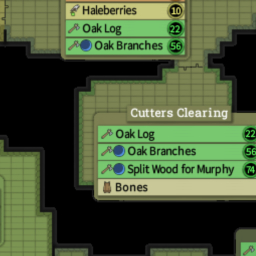 Haleberries 10
Oak Log 22
Oak Branches 56
Cutters Clearing
Oak Log 22
Oak Branches 56
Split Wood for Murphy 74
Bones